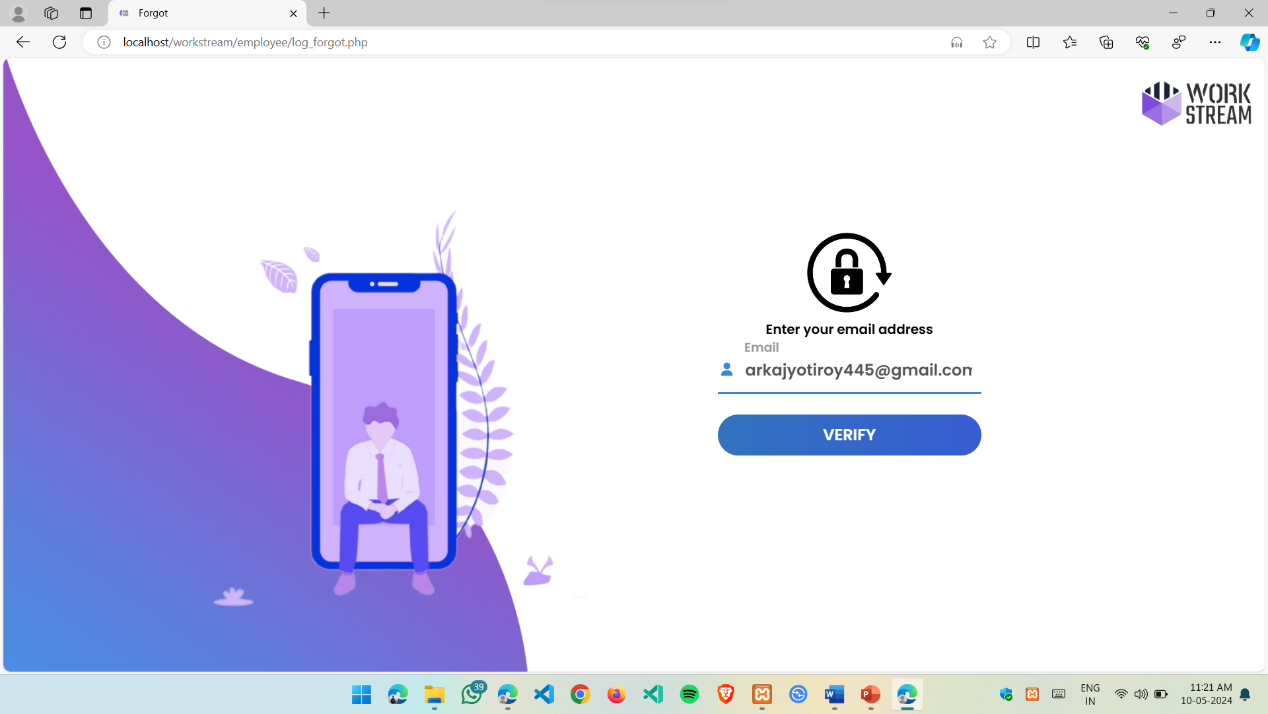 Forgot
localhost/workstream/employee/log_forgot.php
WORK
STREAM
Enter your email address
Email
arkajyotiroy445@gmail.com
VERIFY
39
ENG
IN
11:21 AM
10-05-2024